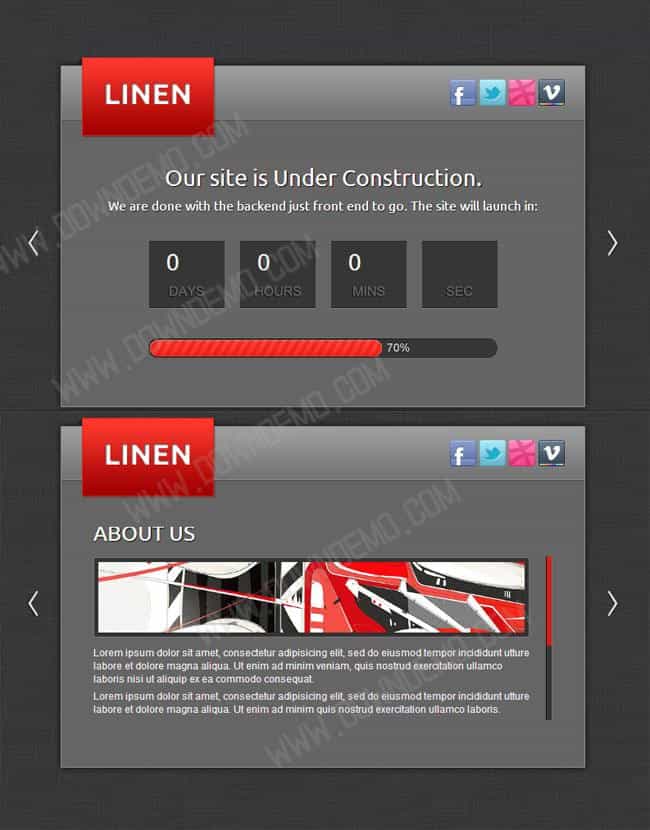 LINEN
Our site is Under Construction.
We are done with the backend just front end to go. The site will launch in:
0 0 0
DAYS HOURS MINS SEC
70%
LINEN
ABOUT US
Lorem ipsum dolor sit amet, consectetur adipisicing elit, sed do eiusmod tempor incididunt utture
labore et dolore magna aliqua. Ut enim ad minim veniam, quis nostrud exercitation ullamco
laboris nisi ut aliquip ex ea commodo consequat.
Lorem ipsum dolor sit amet, consectetur adipisicing elit, sed do eiusmod tempor incididunt utture
labore et dolore magna aliqua. Ut enim ad minim quis nostrud exercitation ullamco laboris.
WWW.DOWNDEMO.COM
WWW.DOWNDEMO.COM
WWW.DOWNDEMO.COM
WWW.DOWNDEMO.COM